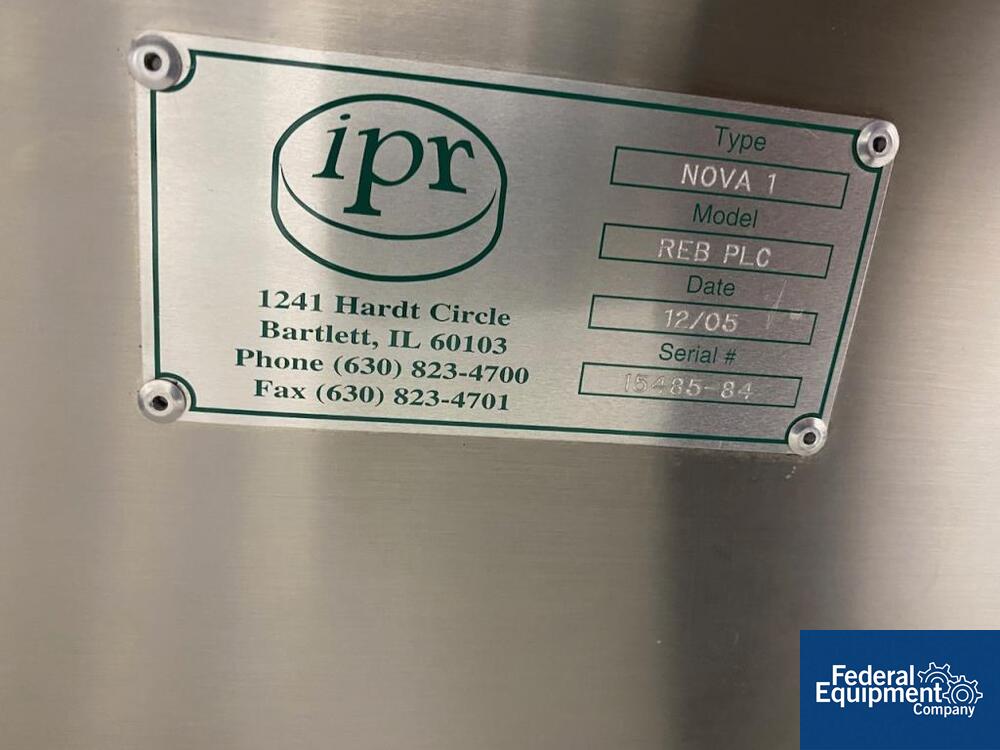 ipr
1241 Hardt Circle
Bartlett, IL 60103
Phone (630) 823-4700
Fax (630) 823-4701
Type
NOVA 1
Model
REB PLC
Date
12/05
Serial #
15485-84
Federal
Equipment
Company